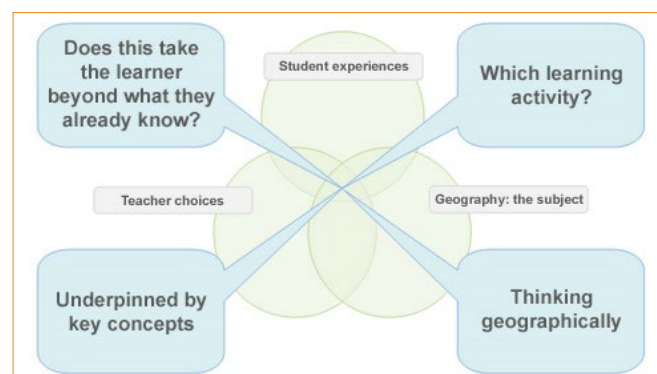 Does this take
the learner
beyond what they
already know?
Student experiences
Which learning
activity?
Teacher choices
Geography: the subject
Underpinned by
key concepts
Thinking
geographically